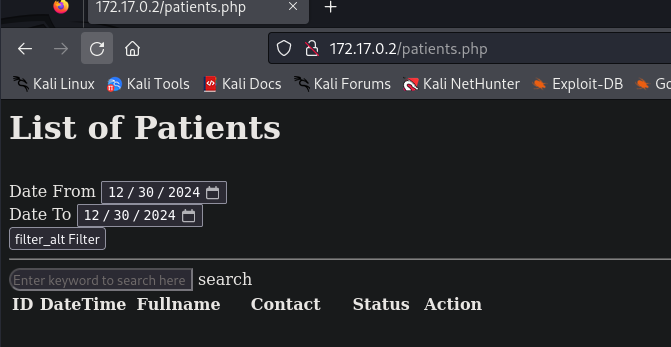 172.17.0.2/patients.php
172.17.0.2/patients.php
Kali Linux Kali Tools Kali Docs Kali Forums Kali NetHunter Exploit-DB Go
List of Patients
Date From 12 / 30 / 2024
Date To 12 / 30 / 2024
filter_alt Filter
Enter keyword to search here search
ID DateTime Fullname Contact Status Action